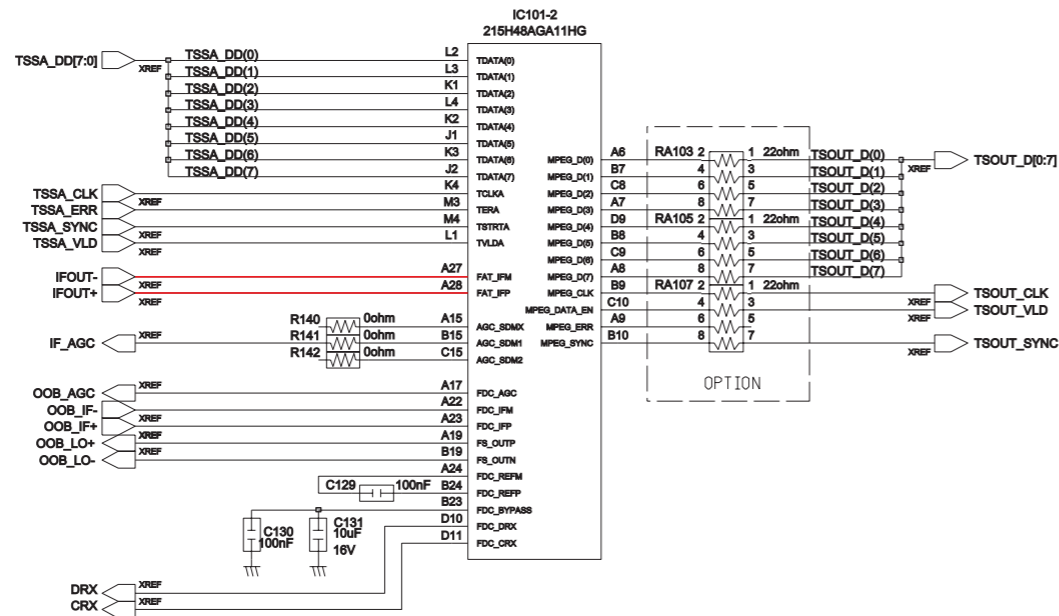 IC101-2
215H48AGA11HG
TSSA_DD[7:0] XREF
TSSA_DD(0) L2 TDATA(0)
TSSA_DD(1) L3 TDATA(1)
TSSA_DD(2) K1 TDATA(2)
TSSA_DD(3) L4 TDATA(3)
TSSA_DD(4) K2 TDATA(4)
TSSA_DD(5) J1 TDATA(5)
TSSA_DD(6) K3 TDATA(6)
TSSA_DD(7) J2 TDATA(7)
TSSA_CLK XREF K4 TCLKA
TSSA_ERR M3 TERA
TSSA_SYNC XREF M4 TSTRTA
TSSA_VLD XREF L1 TVLDA
IFOUT- XREF A27 FAT_IFM
IFOUT+ XREF A28 FAT_IFP
R140 0ohm A15 AGC_SDMX
IF_AGC XREF R141 0ohm B15 AGC_SDM1
R142 0ohm C15 AGC_SDM2
OOB_AGC XREF A17 FDC_AGC
OOB_IF- A22 FDC_IFM
OOB_IF+ XREF A23 FDC_IFP
OOB_LO+ XREF A19 FS_OUTP
OOB_LO- XREF B19 FS_OUTN
A24 FDC_REFM
C129 100nF B24 FDC_REFP
B23 FDC_BYPASS
C130 100nF
C131 10uF 16V
D10 FDC_DRX
D11 FDC_CRX
DRX XREF
CRX XREF
MPEG_D(0) A6 RA103 2 1 22ohm TSOUT_D(0) XREF TSOUT_D[0:7]
MPEG_D(1) B7 4 3 TSOUT_D(1)
MPEG_D(2) C8 6 5 TSOUT_D(2)
MPEG_D(3) A7 8 7 TSOUT_D(3)
MPEG_D(4) D9 RA105 2 1 22ohm TSOUT_D(4)
MPEG_D(5) B8 4 3 TSOUT_D(5)
MPEG_D(6) C9 6 5 TSOUT_D(6)
MPEG_D(7) A8 8 7 TSOUT_D(7)
MPEG_CLK B9 RA107 2 1 22ohm XREF TSOUT_CLK
MPEG_DATA_EN C10 4 3 XREF TSOUT_VLD
MPEG_ERR A9 6 5
MPEG_SYNC B10 8 7 XREF TSOUT_SYNC
OPTION